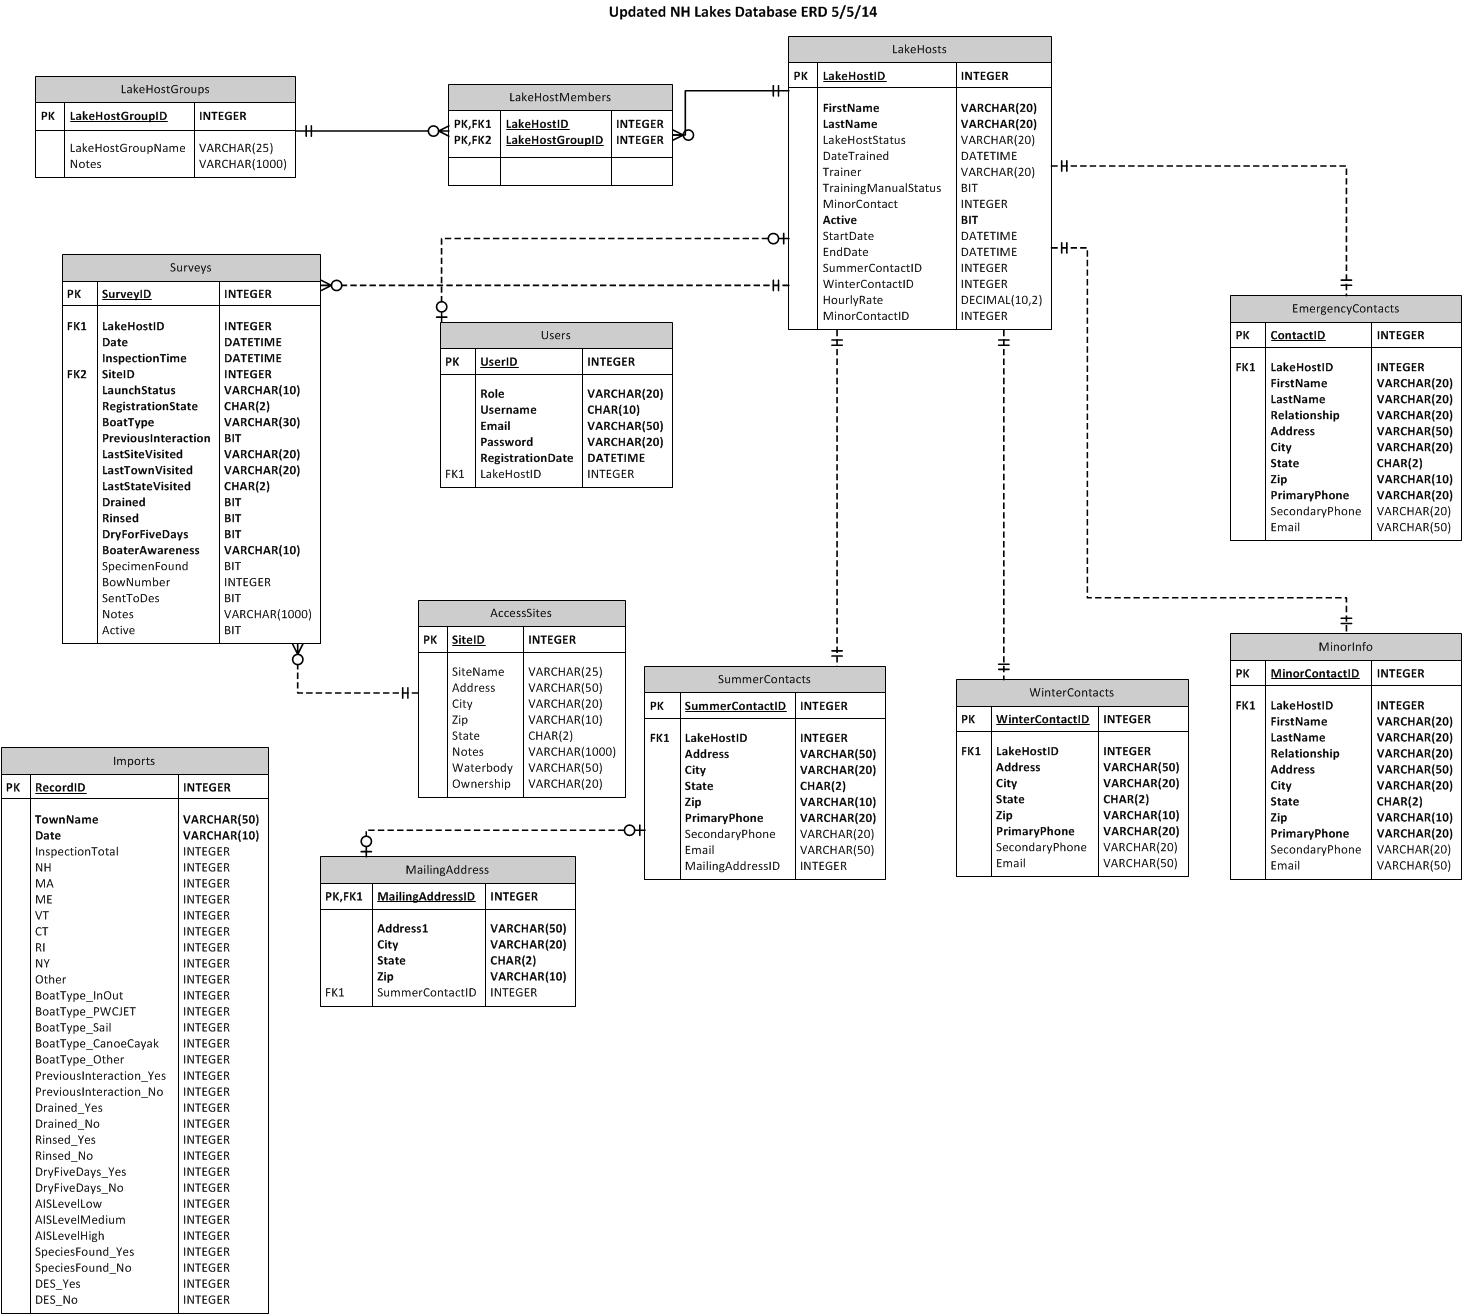 Updated NH Lakes Database ERD 5/5/14
LakeHosts
PK LakeHostID INTEGER
FirstName VARCHAR(20)
LastName VARCHAR(20)
LakeHostStatus VARCHAR(20)
DateTrained DATETIME
Trainer VARCHAR(20)
TrainingManualStatus BIT
MinorContact INTEGER
Active BIT
StartDate DATETIME
EndDate DATETIME
SummerContactID INTEGER
WinterContactID INTEGER
HourlyRate DECIMAL(10,2)
MinorContactID INTEGER
LakeHostGroups
PK LakeHostGroupID INTEGER
LakeHostGroupName VARCHAR(25)
Notes VARCHAR(1000)
LakeHostMembers
PK,FK1 LakeHostID INTEGER
PK,FK2 LakeHostGroupID INTEGER
Surveys
PK SurveyID INTEGER
FK1 LakeHostID INTEGER
Date DATETIME
InspectionTime DATETIME
FK2 SiteID INTEGER
LaunchStatus VARCHAR(10)
RegistrationState CHAR(2)
BoatType VARCHAR(30)
PreviousInteraction BIT
LastSiteVisited VARCHAR(20)
LastTownVisited VARCHAR(20)
LastStateVisited CHAR(2)
Drained BIT
Rinsed BIT
DryForFiveDays BIT
BoaterAwareness VARCHAR(10)
SpecimenFound BIT
BowNumber INTEGER
SentToDes BIT
Notes VARCHAR(1000)
Active BIT
Users
PK UserID INTEGER
Role VARCHAR(20)
Username CHAR(10)
Email VARCHAR(50)
Password VARCHAR(20)
RegistrationDate DATETIME
FK1 LakeHostID INTEGER
EmergencyContacts
PK ContactID INTEGER
FK1 LakeHostID INTEGER
FirstName VARCHAR(20)
LastName VARCHAR(20)
Relationship VARCHAR(20)
Address VARCHAR(50)
City VARCHAR(20)
State CHAR(2)
Zip VARCHAR(10)
PrimaryPhone VARCHAR(20)
SecondaryPhone VARCHAR(20)
Email VARCHAR(50)
AccessSites
PK SiteID INTEGER
SiteName VARCHAR(25)
Address VARCHAR(50)
City VARCHAR(20)
Zip VARCHAR(10)
State CHAR(2)
Notes VARCHAR(1000)
Waterbody VARCHAR(50)
Ownership VARCHAR(20)
SummerContacts
PK SummerContactID INTEGER
FK1 LakeHostID INTEGER
Address VARCHAR(50)
City VARCHAR(20)
State CHAR(2)
Zip VARCHAR(10)
PrimaryPhone VARCHAR(20)
SecondaryPhone VARCHAR(20)
Email VARCHAR(50)
MailingAddressID INTEGER
WinterContacts
PK WinterContactID INTEGER
FK1 LakeHostID INTEGER
Address VARCHAR(50)
City VARCHAR(20)
State CHAR(2)
Zip VARCHAR(10)
PrimaryPhone VARCHAR(20)
SecondaryPhone VARCHAR(20)
Email VARCHAR(50)
MinorInfo
PK MinorContactID INTEGER
FK1 LakeHostID INTEGER
FirstName VARCHAR(20)
LastName VARCHAR(20)
Relationship VARCHAR(20)
Address VARCHAR(50)
City VARCHAR(20)
State CHAR(2)
Zip VARCHAR(10)
PrimaryPhone VARCHAR(20)
SecondaryPhone VARCHAR(20)
Email VARCHAR(50)
Imports
PK RecordID INTEGER
TownName VARCHAR(50)
Date VARCHAR(10)
InspectionTotal INTEGER
NH INTEGER
MA INTEGER
ME INTEGER
VT INTEGER
CT INTEGER
RI INTEGER
NY INTEGER
Other INTEGER
BoatType_InOut INTEGER
BoatType_PWCJET INTEGER
BoatType_Sail INTEGER
BoatType_CanoeCayak INTEGER
BoatType_Other INTEGER
PreviousInteraction_Yes INTEGER
PreviousInteraction_No INTEGER
Drained_Yes INTEGER
Drained_No INTEGER
Rinsed_Yes INTEGER
Rinsed_No INTEGER
DryFiveDays_Yes INTEGER
DryFiveDays_No INTEGER
AISLevelLow INTEGER
AISLevelMedium INTEGER
AISLevelHigh INTEGER
SpeciesFound_Yes INTEGER
SpeciesFound_No INTEGER
DES_Yes INTEGER
DES_No INTEGER
MailingAddress
PK,FK1 MailingAddressID INTEGER
Address1 VARCHAR(50)
City VARCHAR(20)
State CHAR(2)
Zip VARCHAR(10)
FK1 SummerContactID INTEGER